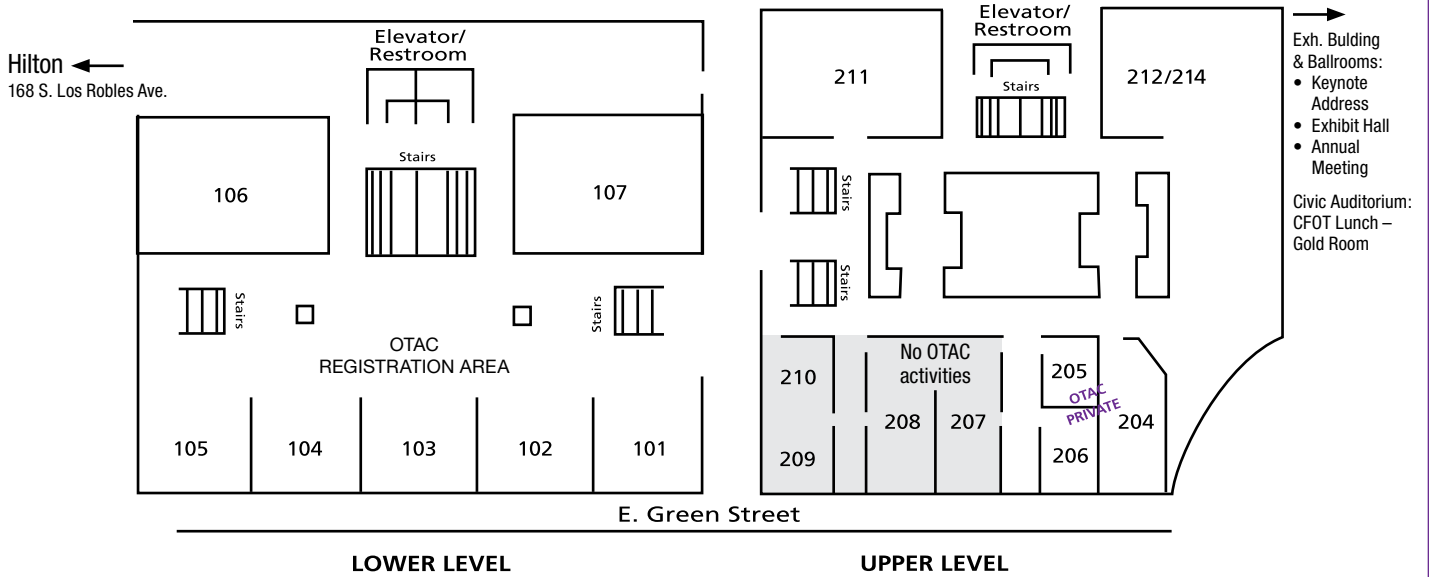 Hilton
168 S. Los Robles Ave.
Elevator/
Restroom
Stairs
106
107
Stairs
Stairs
OTAC
REGISTRATION AREA
105
104
103
102
101
LOWER LEVEL
Elevator/
Restroom
Stairs
211
212/214
Stairs
Stairs
No OTAC
activities
210
209
208
207
205
OTAC
PRIVATE
206
204
E. Green Street
UPPER LEVEL
Exh. Bulding
& Ballrooms:
• Keynote
Address
• Exhibit Hall
• Annual
Meeting
Civic Auditorium:
CFOT Lunch –
Gold Room